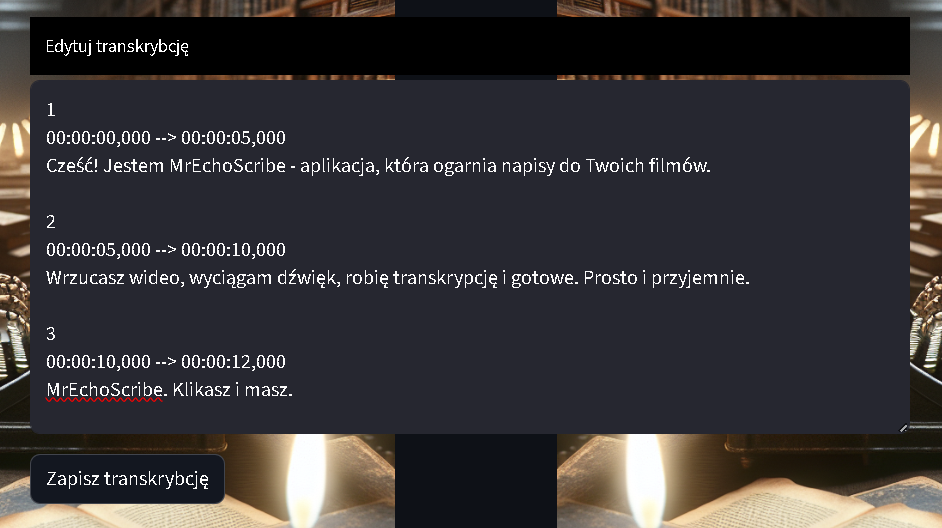 Edytuj transkrybcję
1
00:00:00,000 --> 00:00:05,000
Cześć! Jestem MrEchoScribe - aplikacja, która ogarnia napisy do Twoich filmów.
2
00:00:05,000 --> 00:00:10,000
Wrzucasz wideo, wyciągam dźwięk, robię transkrypcję i gotowe. Prosto i przyjemnie.
3
00:00:10,000 --> 00:00:12,000
MrEchoScribe. Klikasz i masz.
Zapisz transkrybcję